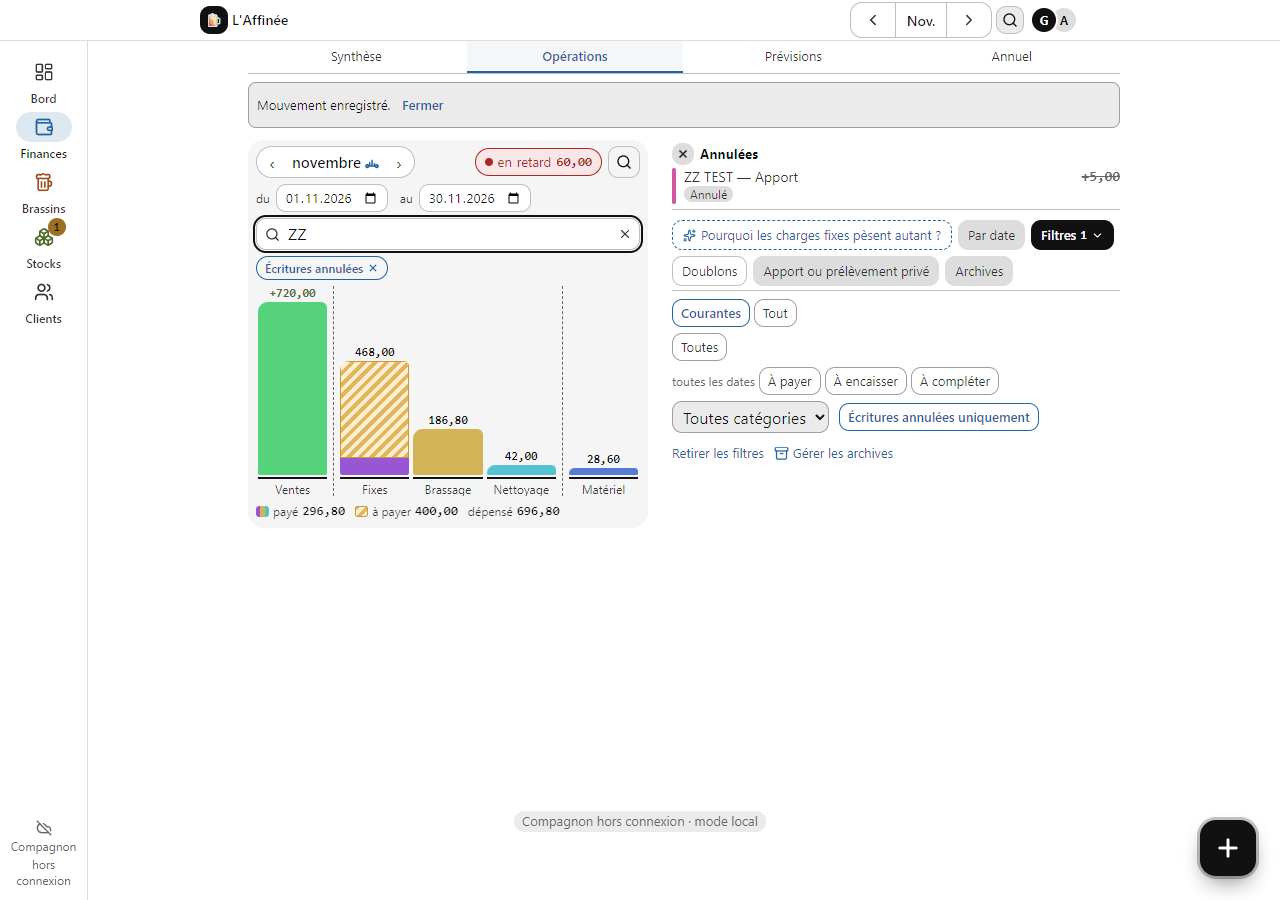 L'Affinée
Nov.
G A
Synthèse
Opérations
Prévisions
Annuel
Bord
Finances
Brassins
1
Stocks
Clients
Mouvement enregistré. Fermer
novembre
en retard 60,00
du 01.11.2026 au 30.11.2026
ZZ
Écritures annulées ✕
+720,00
468,00
186,80
42,00
28,60
Ventes Fixes Brassage Nettoyage Matériel
payé 296,80 à payer 400,00 dépensé 696,80
Annulées
ZZ TEST — Apport +5,00
Annulé
Pourquoi les charges fixes pèsent autant ? Par date Filtres 1
Doublons Apport ou prélèvement privé Archives
Courantes Tout
Toutes
toutes les dates À payer À encaisser À compléter
Toutes catégories Écritures annulées uniquement
Retirer les filtres Gérer les archives
Compagnon hors connexion · mode local
Compagnon
hors
connexion